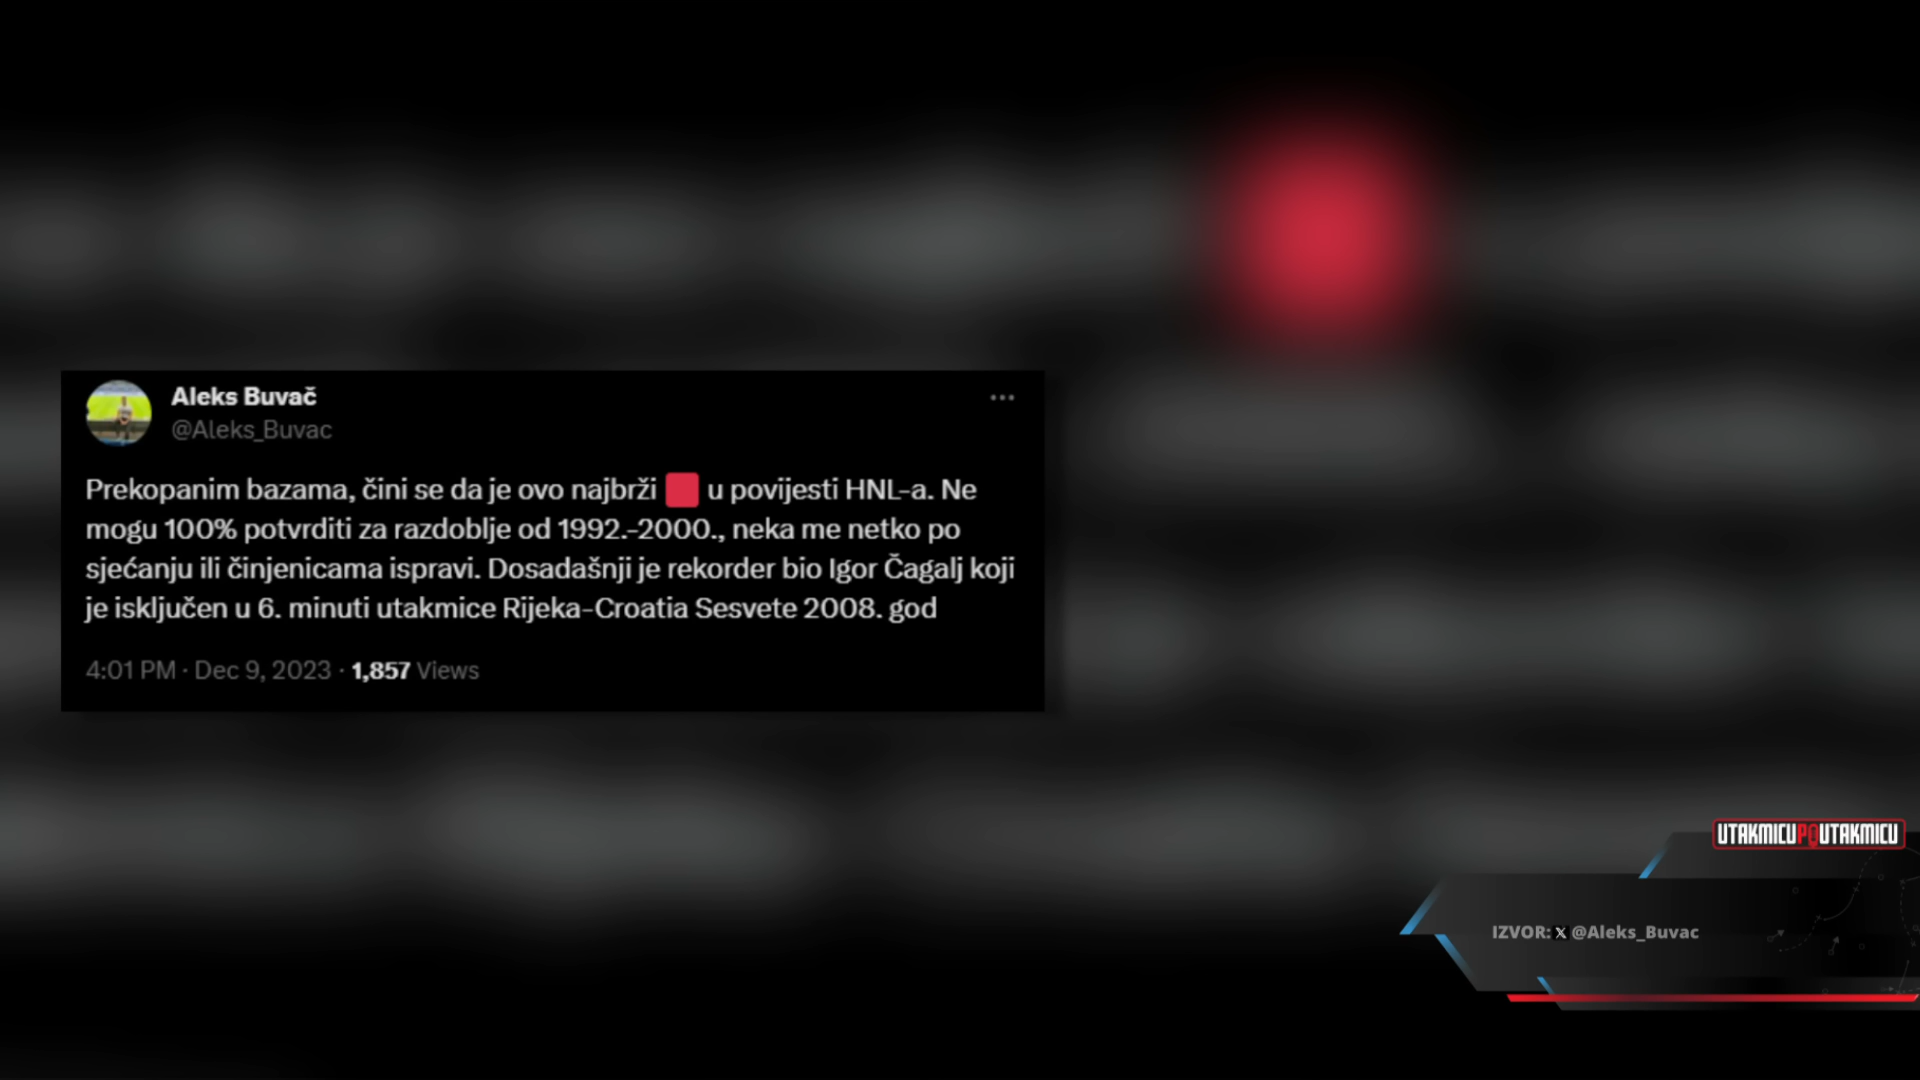 Aleks Buvač
@Aleks_Buvac
Prekopanim bazama, čini se da je ovo najbrži 🟥 u povijesti HNL-a. Ne
mogu 100% potvrditi za razdoblje od 1992.-2000., neka me netko po
sjećanju ili činjenicama ispravi. Dosadašnji je rekorder bio Igor Čagalj koji
je isključen u 6. minuti utakmice Rijeka-Croatia Sesvete 2008. god
4:01 PM · Dec 9, 2023 · 1,857 Views
UTAKMICUPOUTAKMICU
IZVOR: X @Aleks_Buvac